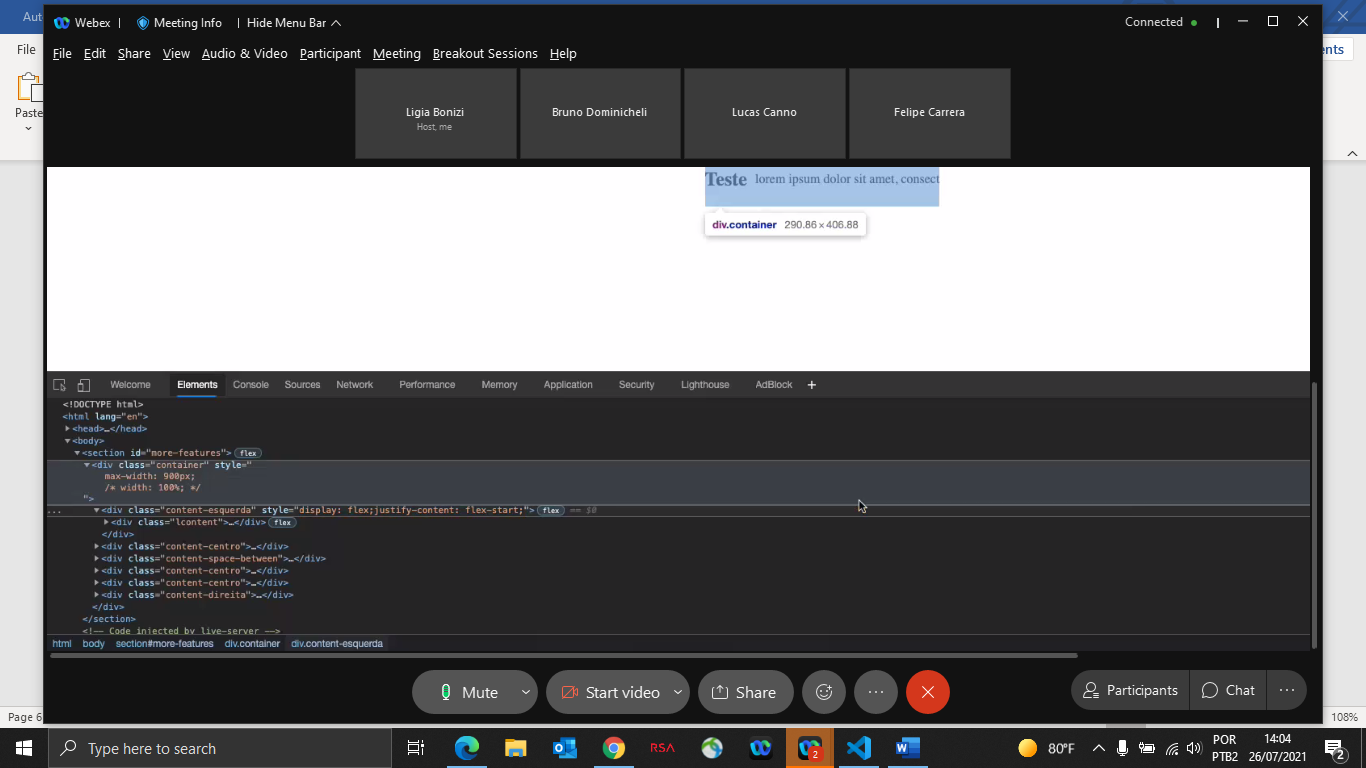 Aut
Webex | Meeting Info | Hide Menu Bar
Connected
File
ents
File Edit Share View Audio & Video Participant Meeting Breakout Sessions Help
Paste
Ligia Bonizi
Host, me
Bruno Dominicheli
Lucas Canno
Felipe Carrera
Teste lorem ipsum dolor sit amet, consect
div.container 290.86 × 406.88
Welcome Elements Console Sources Network Performance Memory Application Security Lighthouse AdBlock +
<!DOCTYPE html>
<html lang="en">
<head>…</head>
<body>
<section id="more-features"> flex
<div class="container" style="
max-width: 900px;
/* width: 100%; */
">
... <div class="content-esquerda" style="display: flex;justify-content: flex-start;"> flex == $0
<div class="lcontent">…</div> flex
</div>
<div class="content-centro">…</div>
<div class="content-space-between">…</div>
<div class="content-centro">…</div>
<div class="content-centro">…</div>
<div class="content-direita">…</div>
</div>
</section>
<!-- Code injected by live-server -->
html body section#more-features div.container div.content-esquerda
Mute Start video Share
Participants Chat
Page 6
108%
Type here to search
RSA
2
80°F
POR
PTB2
14:04
26/07/2021
2